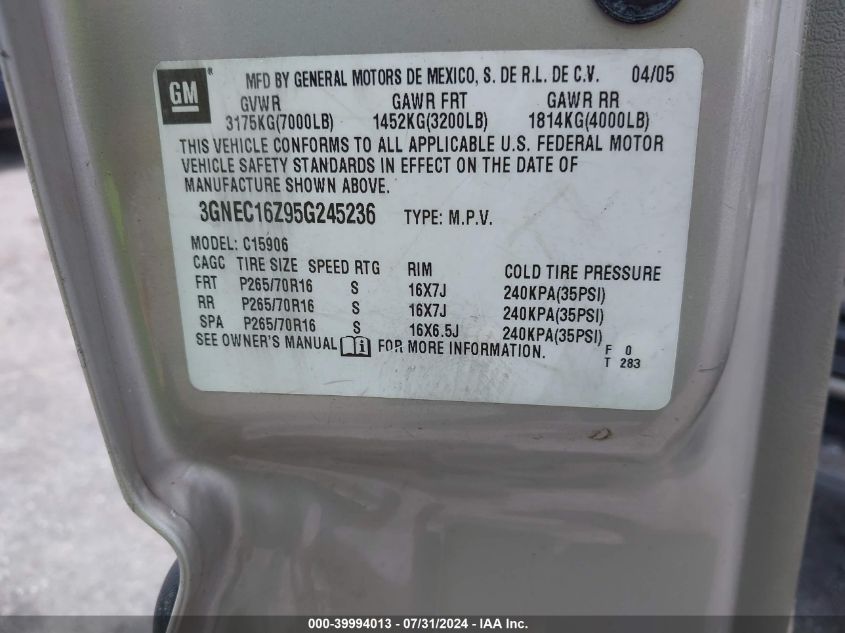 GM ® MFD BY GENERAL MOTORS DE MEXICO, S. DE R.L. DE C.V. 04/05
GVWR GAWR FRT GAWR RR
3175KG(7000LB) 1452KG(3200LB) 1814KG(4000LB)
THIS VEHICLE CONFORMS TO ALL APPLICABLE U.S. FEDERAL MOTOR
VEHICLE SAFETY STANDARDS IN EFFECT ON THE DATE OF
MANUFACTURE SHOWN ABOVE.
3GNEC16Z95G245236 TYPE: M.P.V.
MODEL: C15906
CAGC TIRE SIZE SPEED RTG RIM COLD TIRE PRESSURE
FRT P265/70R16 S 16X7J 240KPA(35PSI)
RR P265/70R16 S 16X7J 240KPA(35PSI)
SPA P265/70R16 S 16X6.5J 240KPA(35PSI)
SEE OWNER'S MANUAL i FOR MORE INFORMATION. F 0
T 283
000-39994013 - 07/31/2024 - IAA Inc.